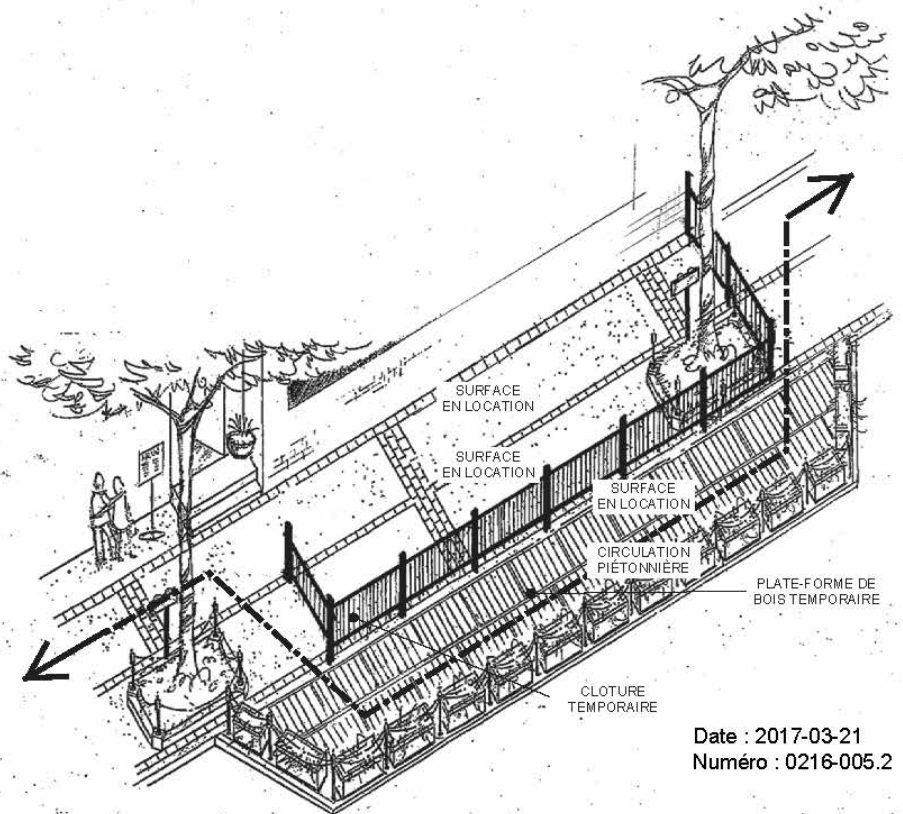 SURFACE
EN LOCATION
SURFACE
EN LOCATION
SURFACE
EN LOCATION
CIRCULATION
PIÉTONNIÈRE
PLATE-FORME DE
BOIS TEMPORAIRE
CLOTURE
TEMPORAIRE
Date : 2017-03-21
Numéro : 0216-005.2